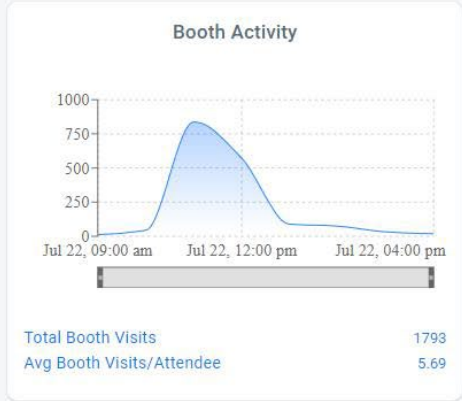 Booth Activity
1000
750
500
250
0
Jul 22, 09:00 am Jul 22, 12:00 pm Jul 22, 04:00 pm
Total Booth Visits 1793
Avg Booth Visits/Attendee 5.69